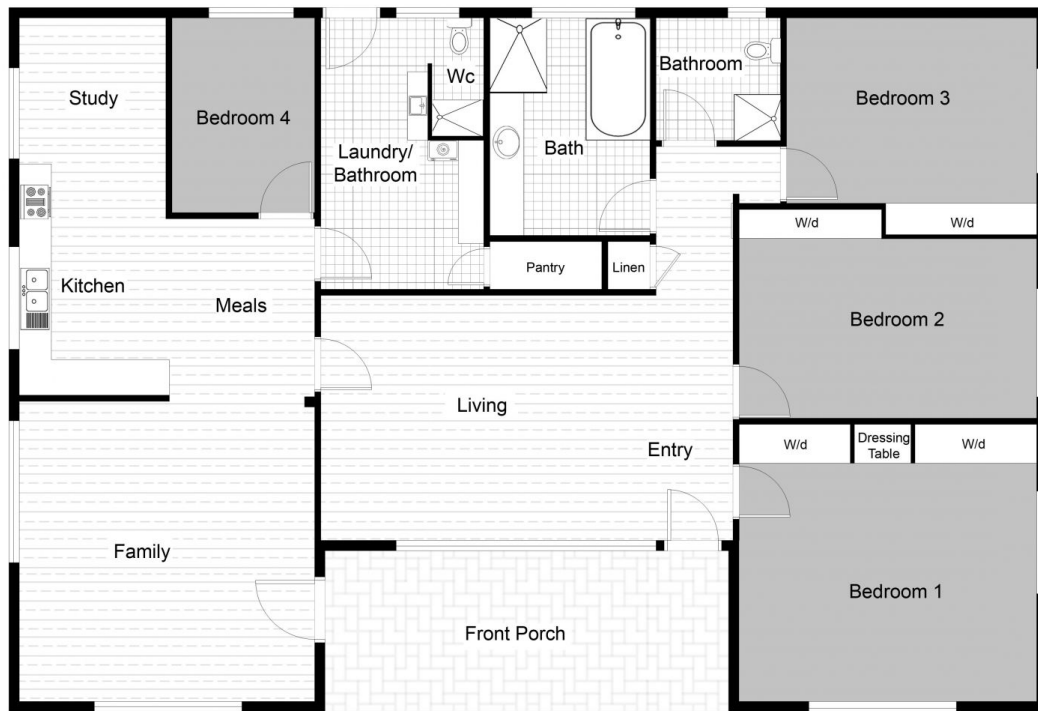 Study
Bedroom 4
Wc
Laundry/
Bathroom
Bath
Bathroom
Bedroom 3
W/d
W/d
Kitchen
Meals
Pantry
Linen
Bedroom 2
Living
Entry
W/d
Dressing
Table
W/d
Family
Bedroom 1
Front Porch